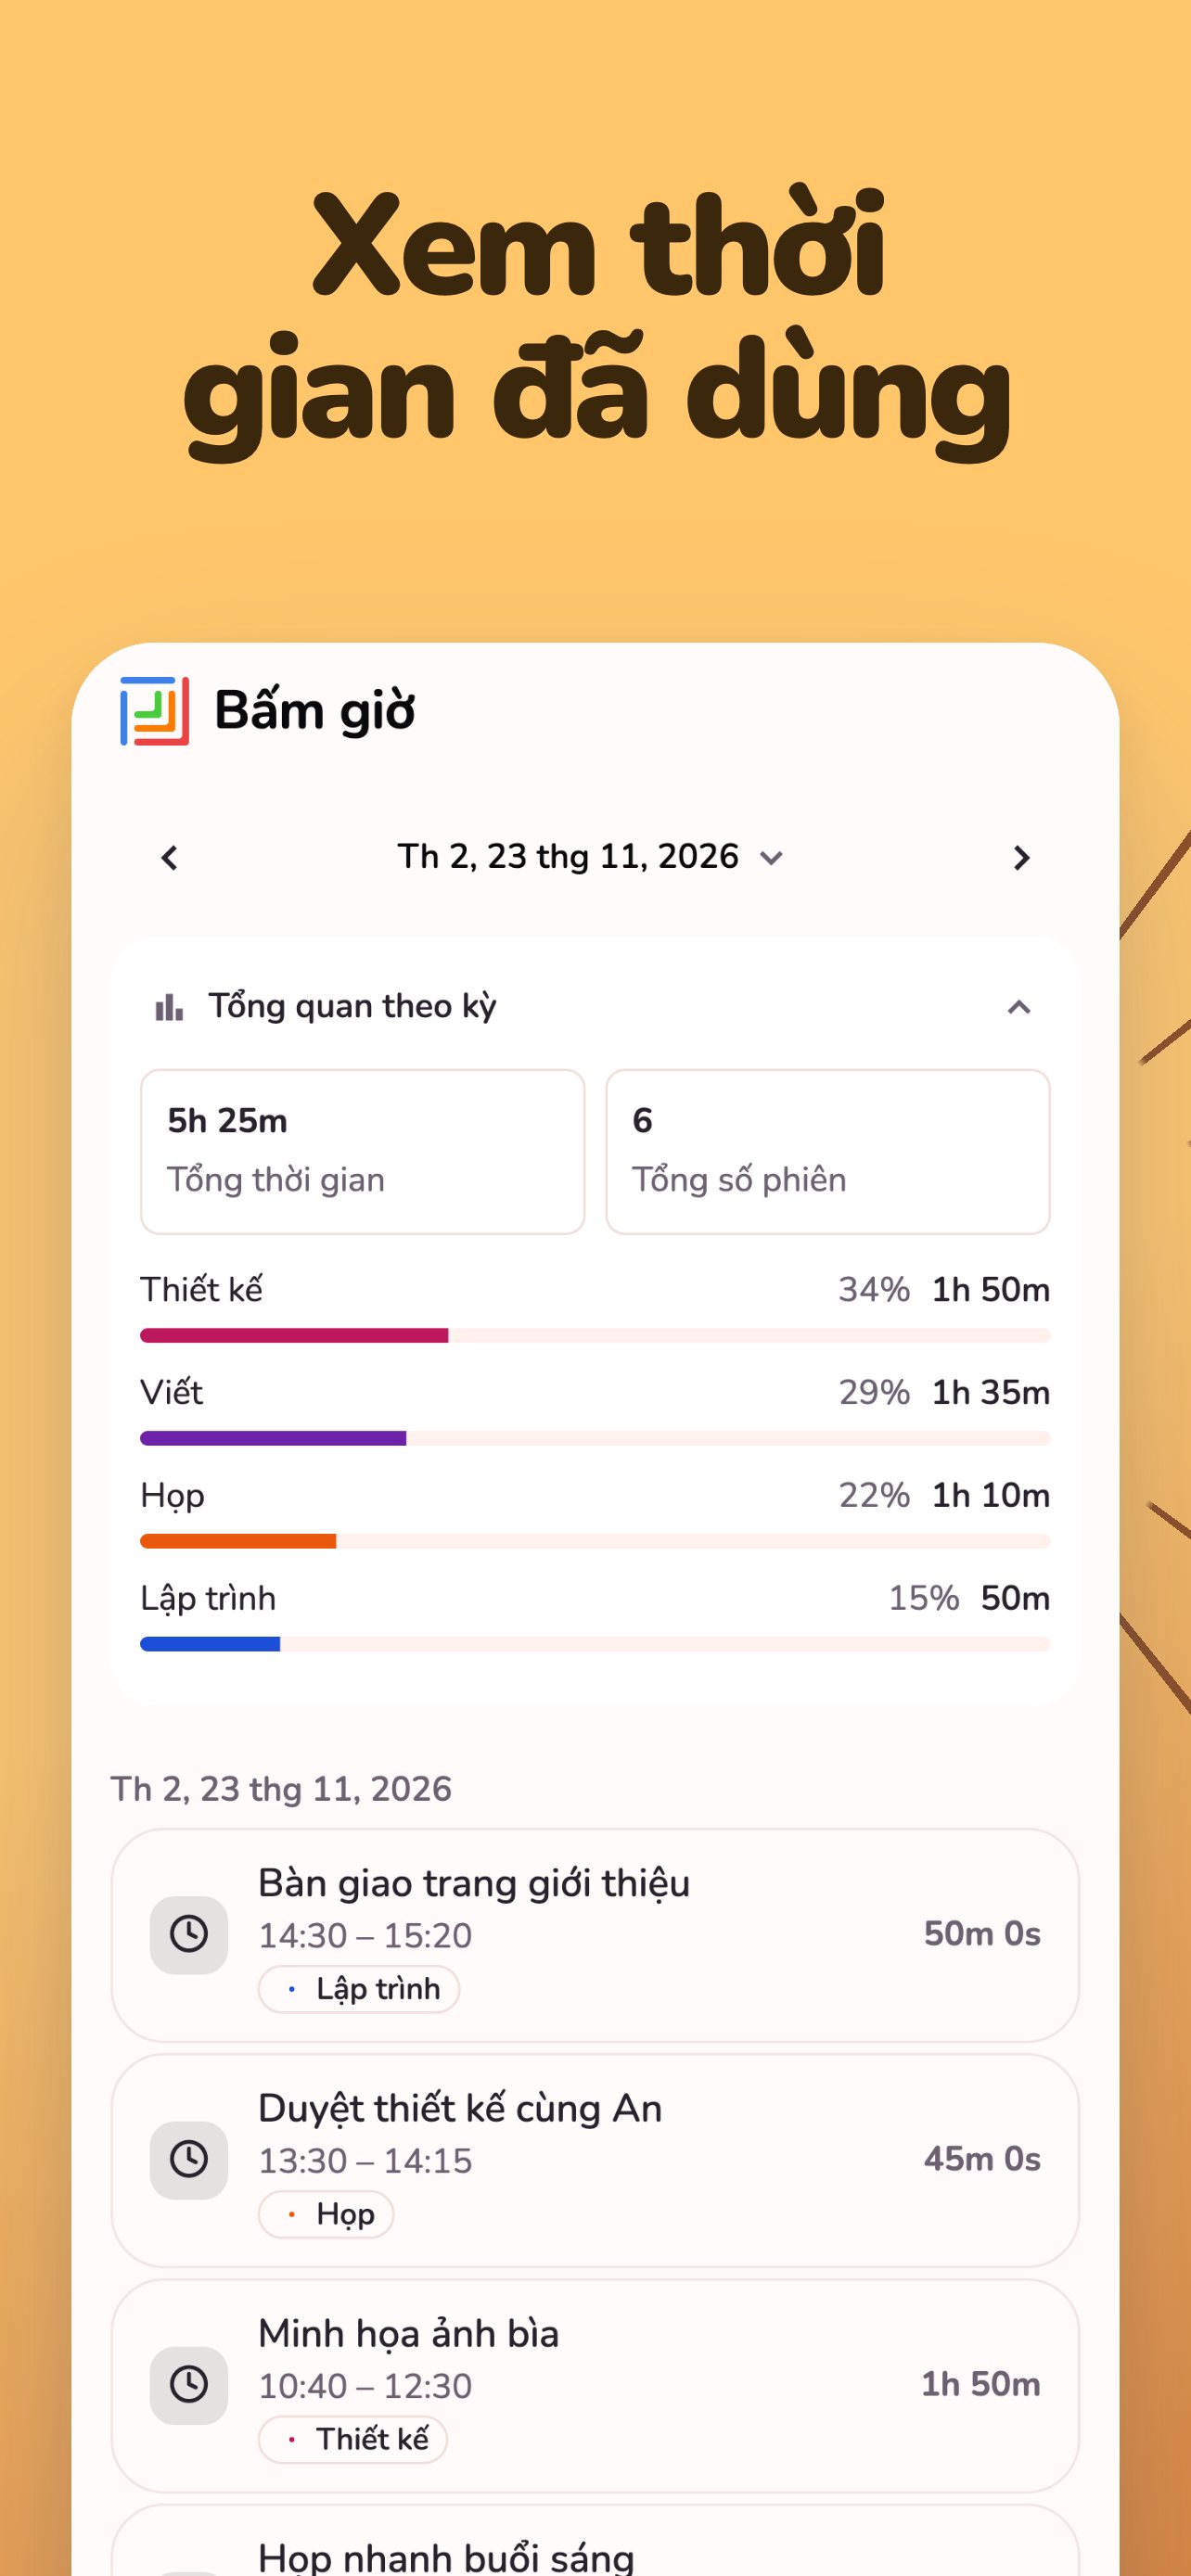 Xem thời
gian đã dùng
Bấm giờ
Th 2, 23 thg 11, 2026
Tổng quan theo kỳ
5h 25m
Tổng thời gian
6
Tổng số phiên
Thiết kế 34% 1h 50m
Viết 29% 1h 35m
Họp 22% 1h 10m
Lập trình 15% 50m
Th 2, 23 thg 11, 2026
Bàn giao trang giới thiệu
14:30 – 15:20
50m 0s
Lập trình
Duyệt thiết kế cùng An
13:30 – 14:15
45m 0s
Họp
Minh họa ảnh bìa
10:40 – 12:30
1h 50m
Thiết kế
Họp nhanh buổi sáng